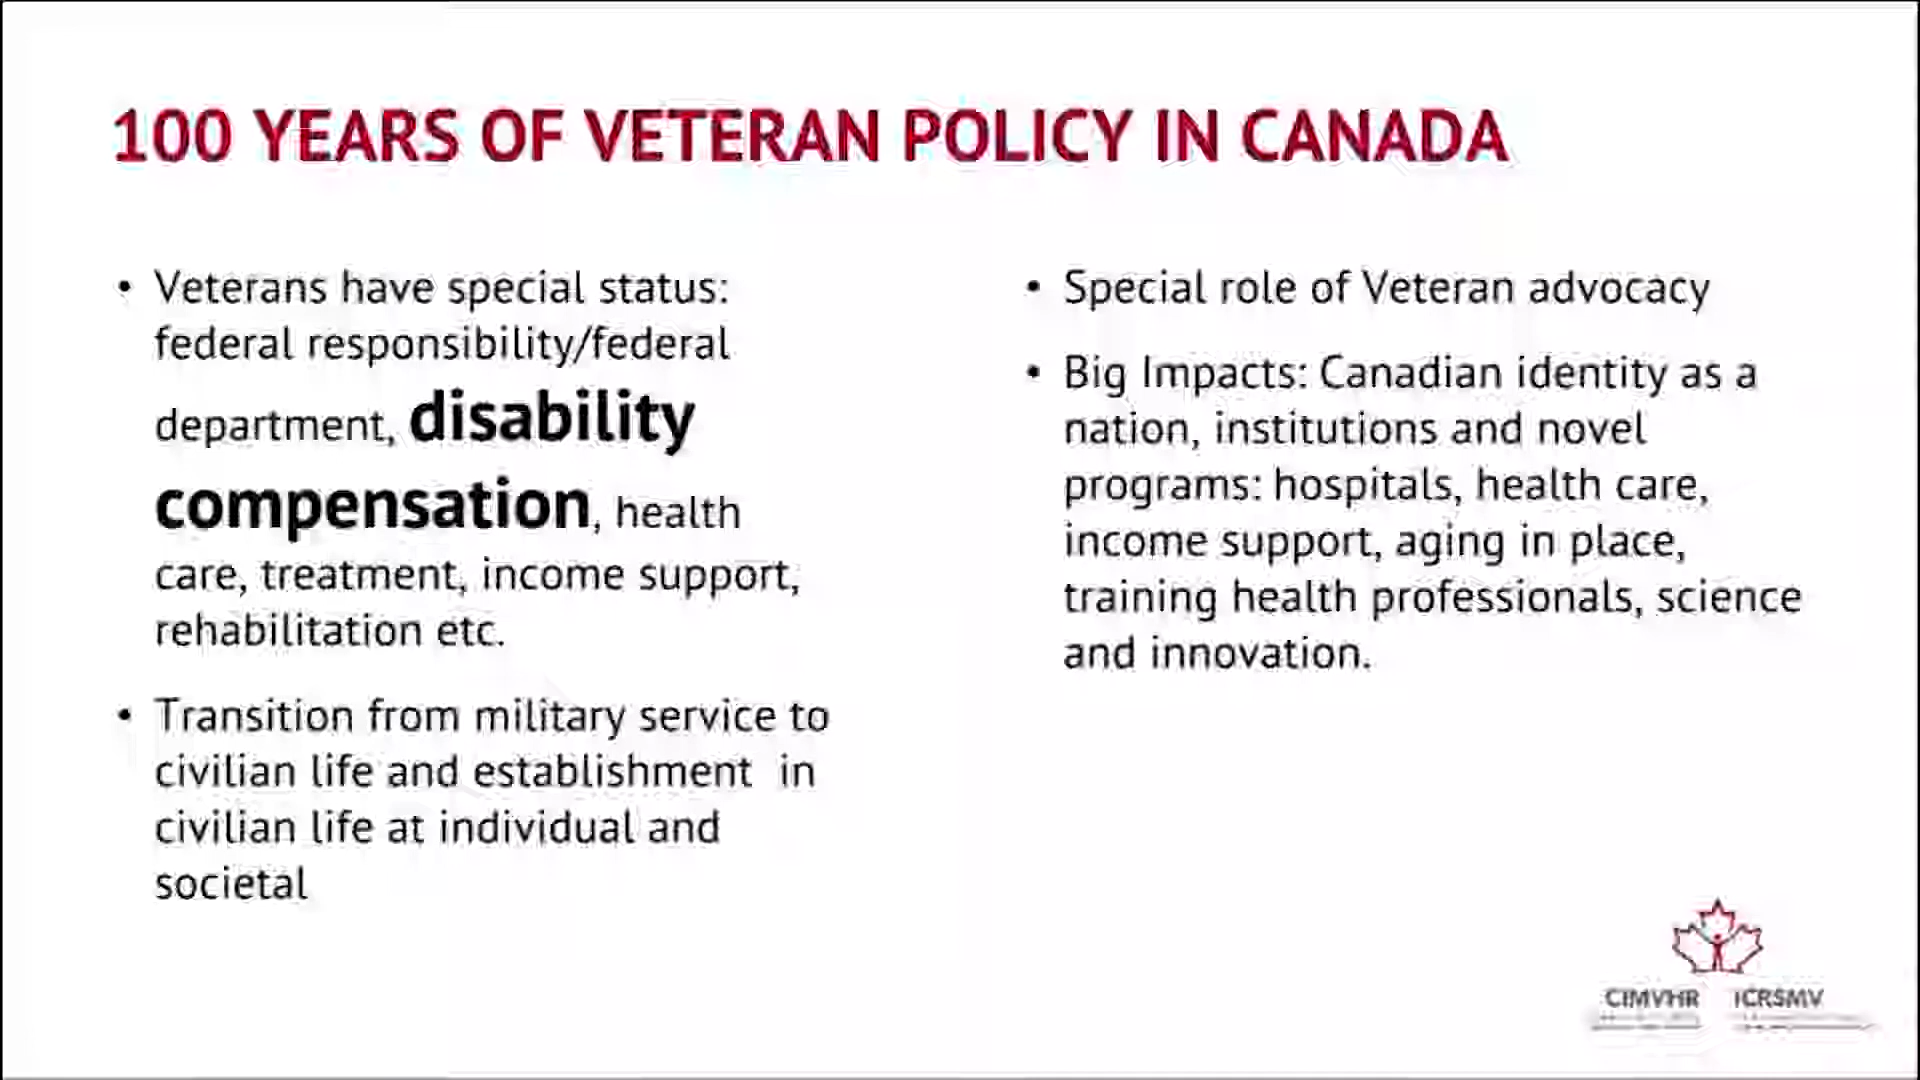 100 YEARS OF VETERAN POLICY IN CANADA
• Veterans have special status:
federal responsibility/federal
department, disability
compensation, health
care, treatment, income support,
rehabilitation etc.
• Transition from military service to
civilian life and establishment in
civilian life at individual and
societal
• Special role of Veteran advocacy
• Big Impacts: Canadian identity as a
nation, institutions and novel
programs: hospitals, health care,
income support, aging in place,
training health professionals, science
and innovation.
CIMVHR ICRSMV